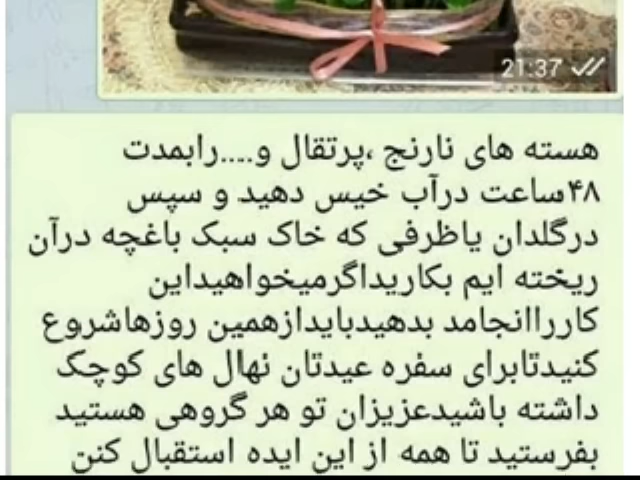 21:37
هسته های نارنج ،پرتقال و....رابمدت
۴۸ساعت درآب خیس دهید و سپس
درگلدان یاظرفی که خاک سبک باغچه درآن
ریخته ایم بکاریداگرمیخواهیداین
کارراانجامد بدهیدبایدازهمین روزهاشروع
کنیدتابرای سفره عیدتان نهال های کوچک
داشته باشیدعزیزان تو هر گروهی هستید
بفرستید تا همه از این ایده استقبال کنن